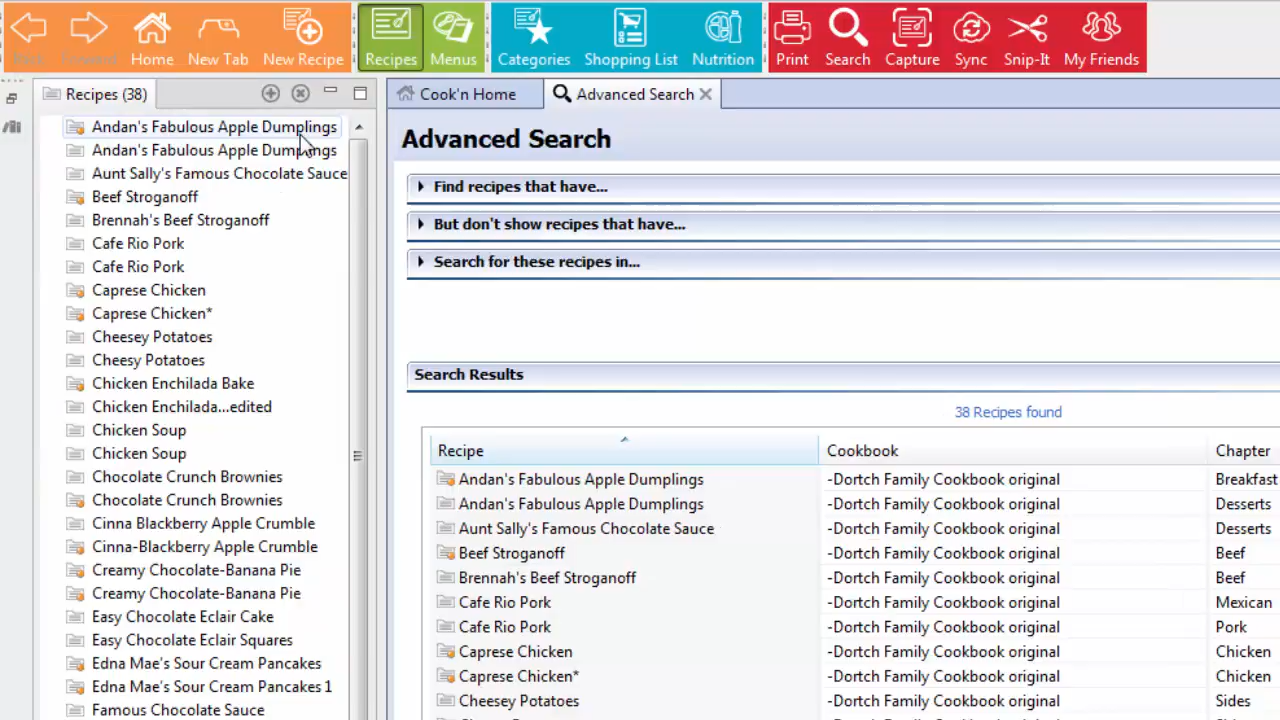 Back Forward Home New Tab New Recipe Recipes Menus Categories Shopping List Nutrition Print Search Capture Sync Snip-It My Friends
Recipes (38)
Andan's Fabulous Apple Dumplings
Andan's Fabulous Apple Dumplings
Aunt Sally's Famous Chocolate Sauce
Beef Stroganoff
Brennah's Beef Stroganoff
Cafe Rio Pork
Cafe Rio Pork
Caprese Chicken
Caprese Chicken*
Cheesey Potatoes
Cheesy Potatoes
Chicken Enchilada Bake
Chicken Enchilada...edited
Chicken Soup
Chicken Soup
Chocolate Crunch Brownies
Chocolate Crunch Brownies
Cinna Blackberry Apple Crumble
Cinna-Blackberry Apple Crumble
Creamy Chocolate-Banana Pie
Creamy Chocolate-Banana Pie
Easy Chocolate Eclair Cake
Easy Chocolate Eclair Squares
Edna Mae's Sour Cream Pancakes
Edna Mae's Sour Cream Pancakes 1
Famous Chocolate Sauce
Cook'n Home Advanced Search
Advanced Search
Find recipes that have...
But don't show recipes that have...
Search for these recipes in...
Search Results
38 Recipes found
Recipe Cookbook Chapter
Andan's Fabulous Apple Dumplings -Dortch Family Cookbook original Breakfast
Andan's Fabulous Apple Dumplings -Dortch Family Cookbook original Desserts
Aunt Sally's Famous Chocolate Sauce -Dortch Family Cookbook original Desserts
Beef Stroganoff -Dortch Family Cookbook original Beef
Brennah's Beef Stroganoff -Dortch Family Cookbook original Beef
Cafe Rio Pork -Dortch Family Cookbook original Mexican
Cafe Rio Pork -Dortch Family Cookbook original Pork
Caprese Chicken -Dortch Family Cookbook original Chicken
Caprese Chicken* -Dortch Family Cookbook original Chicken
Cheesey Potatoes -Dortch Family Cookbook original Sides